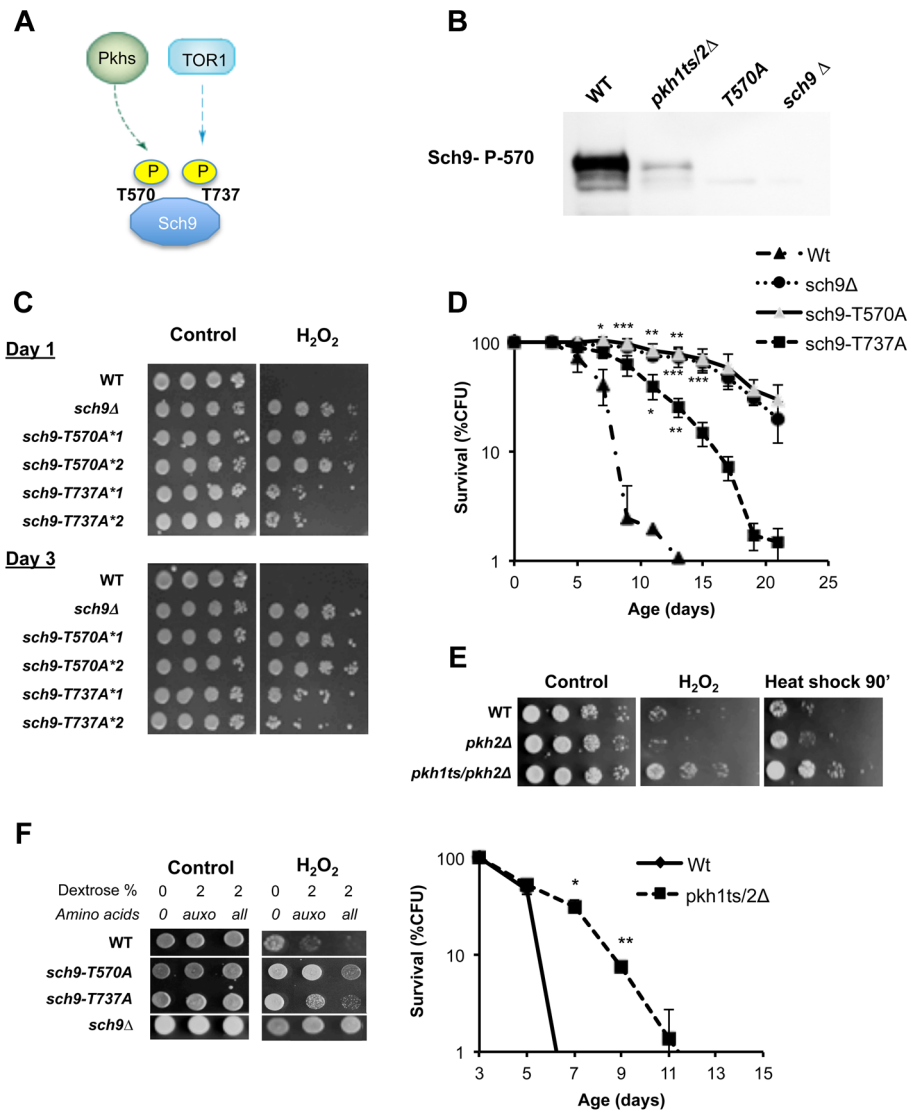 A
Pkhs
TOR1
P
P
T570
T737
Sch9
B
WT
pkh1ts/2Δ
T570A
sch9 Δ
Sch9- P-570
C
Control
H₂O₂
Day 1
WT
sch9Δ
sch9-T570A*1
sch9-T570A*2
sch9-T737A*1
sch9-T737A*2
Day 3
WT
sch9Δ
sch9-T570A*1
sch9-T570A*2
sch9-T737A*1
sch9-T737A*2
D
Wt
sch9Δ
sch9-T570A
sch9-T737A
Survival (%CFU)
100
10
1
* *** ** **
*** ***
*
**
0 5 10 15 20 25
Age (days)
E
Control
H₂O₂
Heat shock 90’
WT
pkh2Δ
pkh1ts/pkh2Δ
F
Control
H₂O₂
Dextrose % 0 2 2 0 2 2
Amino acids 0 auxo all 0 auxo all
WT
sch9-T570A
sch9-T737A
sch9Δ
Wt
pkh1ts/2Δ
Survival (%CFU)
100
10
1
*
**
3 5 7 9 11 13 15
Age (days)